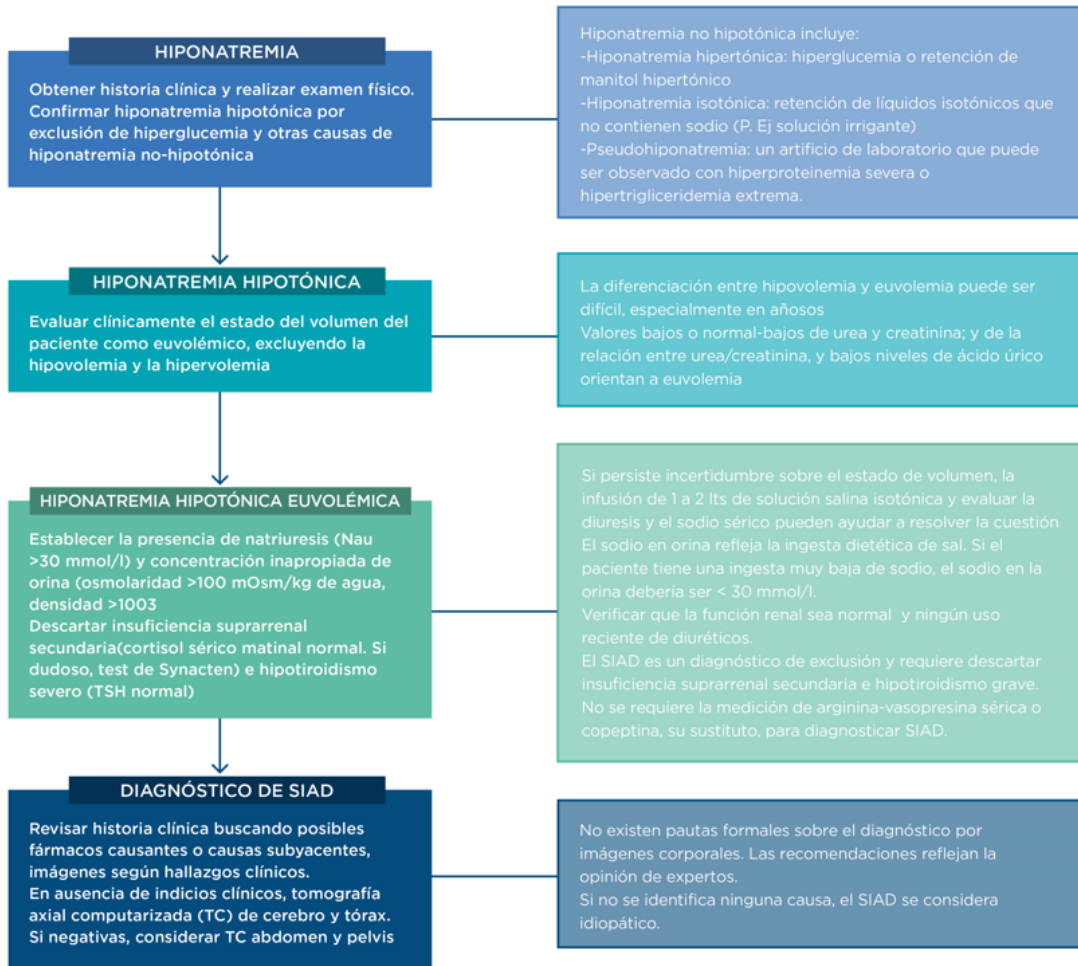 HIPONATREMIA
Obtener historia clínica y realizar examen físico.
Confirmar hiponatremia hipotónica por
exclusión de hiperglucemia y otras causas de
hiponatremia no-hipotónica
Hiponatremia no hipotónica incluye:
-Hiponatremia hipertónica: hiperglucemia o retención de
manitol hipertónico
-Hiponatremia isotónica: retención de líquidos isotónicos que
no contienen sodio (P. Ej solución irrigante)
-Pseudohiponatremia: un artificio de laboratorio que puede
ser observado con hiperproteinemia severa o
hipertrigliceridemia extrema.
HIPONATREMIA HIPOTÓNICA
Evaluar clínicamente el estado del volumen del
paciente como euvolémico, excluyendo la
hipovolemia y la hipervolemia
La diferenciación entre hipovolemia y euvolemia puede ser
difícil, especialmente en añosos
Valores bajos o normal-bajos de urea y creatinina; y de la
relación entre urea/creatinina, y bajos niveles de ácido úrico
orientan a euvolemia
HIPONATREMIA HIPOTÓNICA EUVOLÉMICA
Establecer la presencia de natriuresis (Nau
>30 mmol/l) y concentración inapropiada de
orina (osmolaridad >100 mOsm/kg de agua,
densidad >1003
Descartar insuficiencia suprarrenal
secundaria(cortisol sérico matinal normal. Si
dudoso, test de Synacten) e hipotiroidismo
severo (TSH normal)
Si persiste incertidumbre sobre el estado de volumen, la
infusión de 1 a 2 lts de solución salina isotónica y evaluar la
diuresis y el sodio sérico pueden ayudar a resolver la cuestión
El sodio en orina refleja la ingesta dietética de sal. Si el
paciente tiene una ingesta muy baja de sodio, el sodio en la
orina debería ser < 30 mmol/l.
Verificar que la función renal sea normal y ningún uso
reciente de diuréticos.
El SIAD es un diagnóstico de exclusión y requiere descartar
insuficiencia suprarrenal secundaria e hipotiroidismo grave.
No se requiere la medición de arginina-vasopresina sérica o
copeptina, su sustituto, para diagnosticar SIAD.
DIAGNÓSTICO DE SIAD
Revisar historia clínica buscando posibles
fármacos causantes o causas subyacentes,
imágenes según hallazgos clínicos.
En ausencia de indicios clínicos, tomografía
axial computarizada (TC) de cerebro y tórax.
Si negativas, considerar TC abdomen y pelvis
No existen pautas formales sobre el diagnóstico por
imágenes corporales. Las recomendaciones reflejan la
opinión de expertos.
Si no se identifica ninguna causa, el SIAD se considera
idiopático.